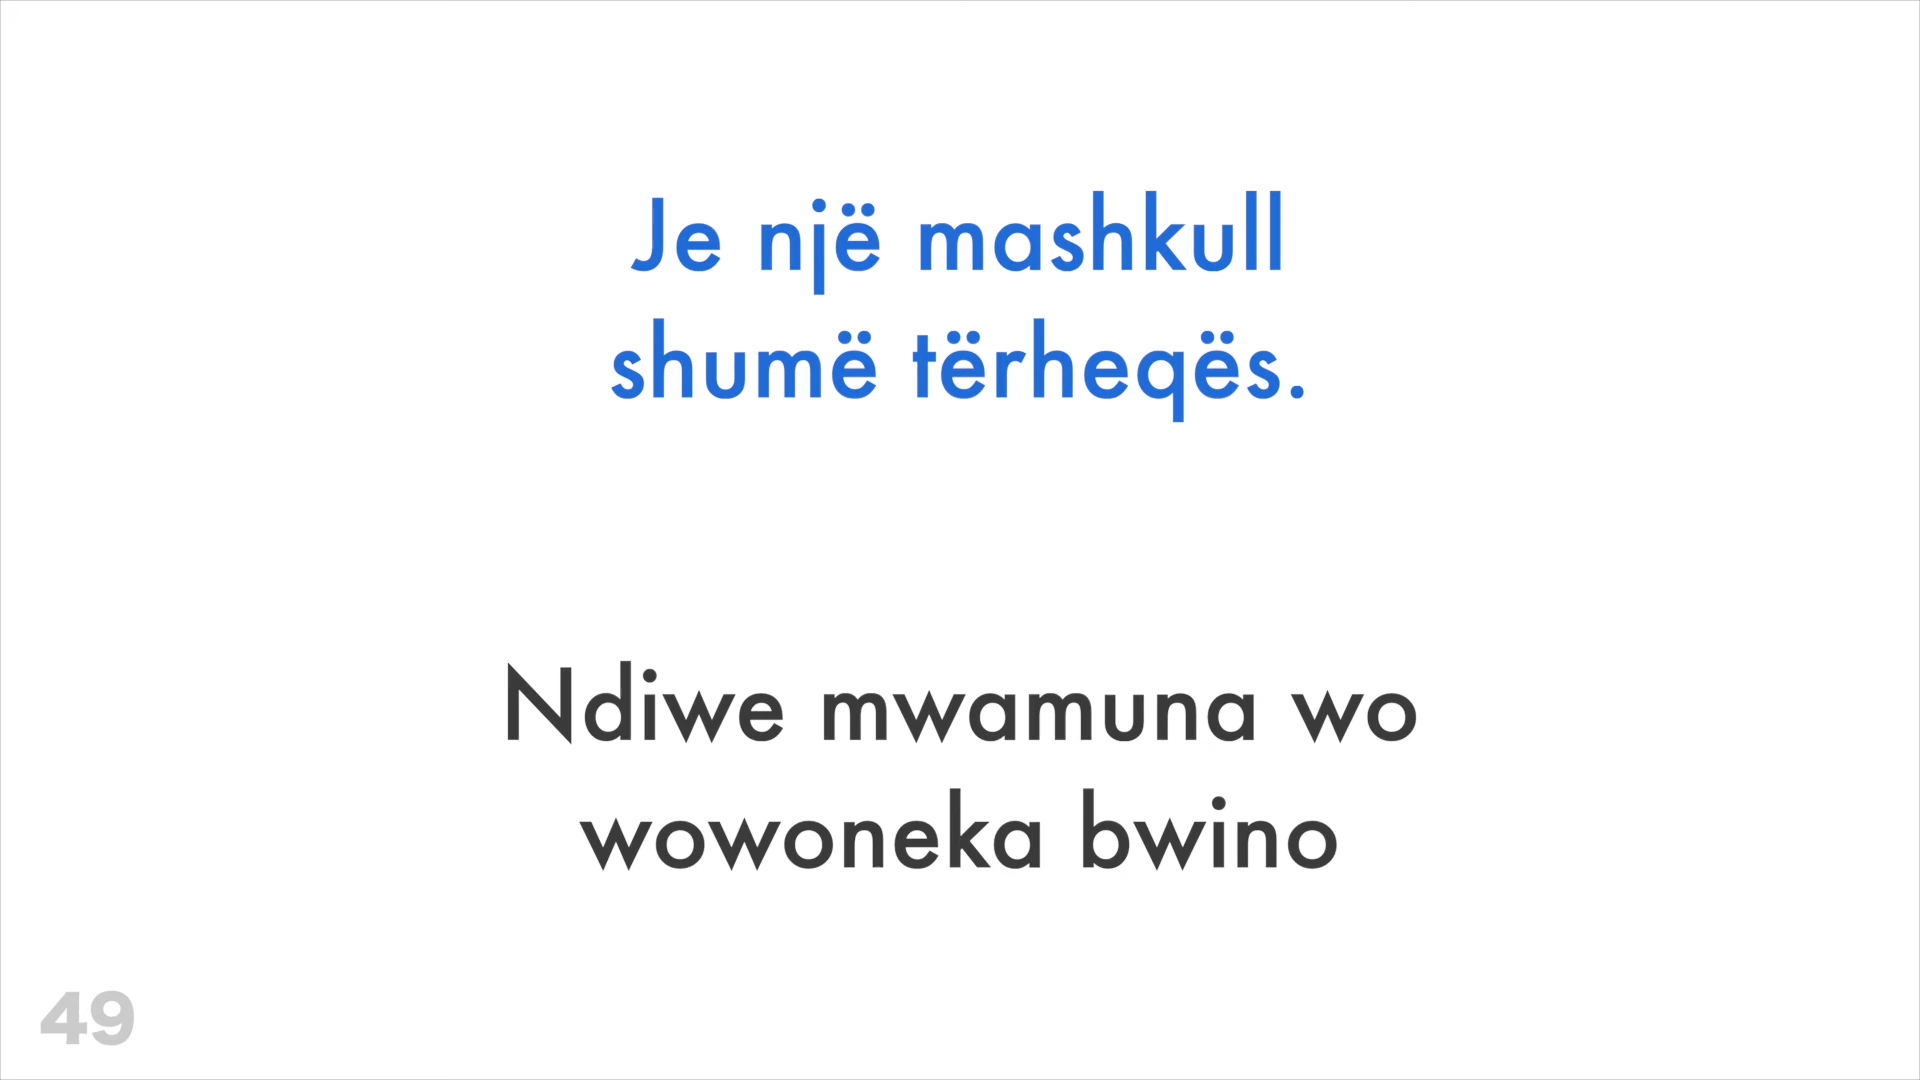 Je një mashkull
shumë tërheqës.
Ndiwe mwamuna wo
wowoneka bwino
49